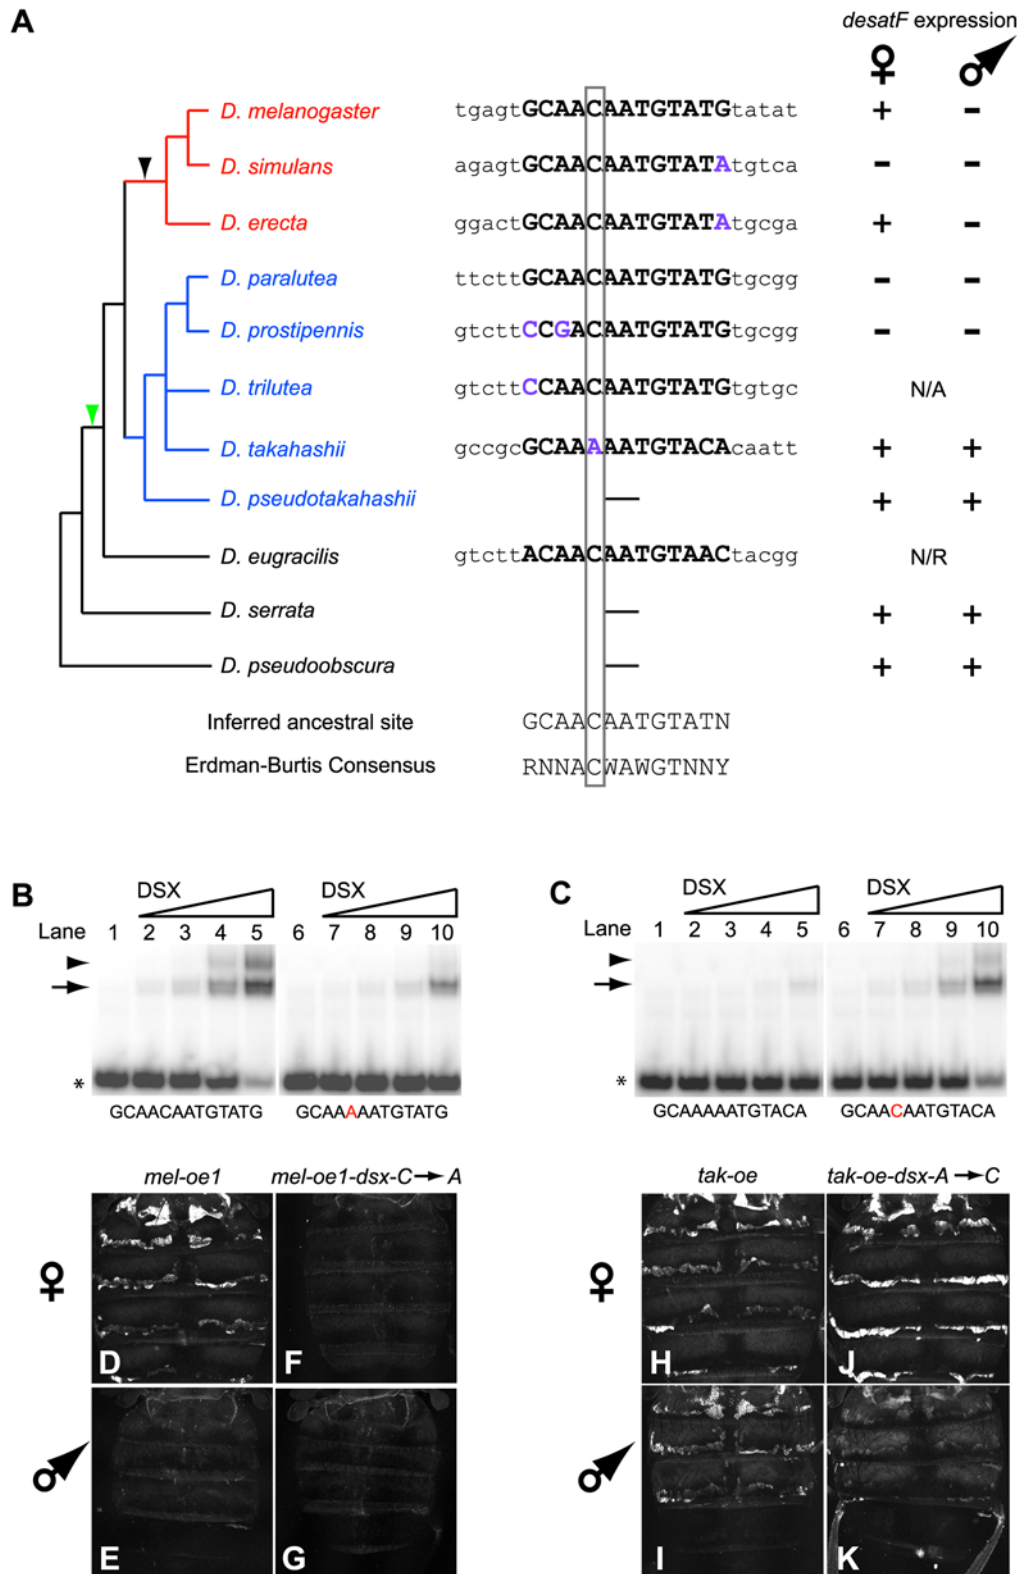 A
desatF expression
♀ ♂
D. melanogaster tgagtGCAACAATGTATGtatat + -
D. simulans agagtGCAACAATGTATAtgtca - -
D. erecta ggactGCAACAATGTATAtgcga + -
D. paralutea ttcttGCAACAATGTATGtgcgg - -
D. prostipennis gtcttCCGACAATGTATGtgcgg - -
D. trilutea gtcttCCAACAATGTATGtgtgc N/A
D. takahashii gccgcGCAAAAATGTACAcaatt + +
D. pseudotakahashii — + +
D. eugracilis gtcttACAACAATGTAACtacgg N/R
D. serrata — + +
D. pseudoobscura — + +
Inferred ancestral site GCAACAATGTATN
Erdman-Burtis Consensus RNNACWAWGTNNY
B
DSX DSX
Lane 1 2 3 4 5 6 7 8 9 10
*
GCAACAATGTATG GCAAAAATGTATG
C
DSX DSX
Lane 1 2 3 4 5 6 7 8 9 10
*
GCAAAAATGTACA GCAACAATGTACA
mel-oe1 mel-oe1-dsx-C→A
♀
D F
♂
E G
tak-oe tak-oe-dsx-A→C
♀
H J
♂
I K